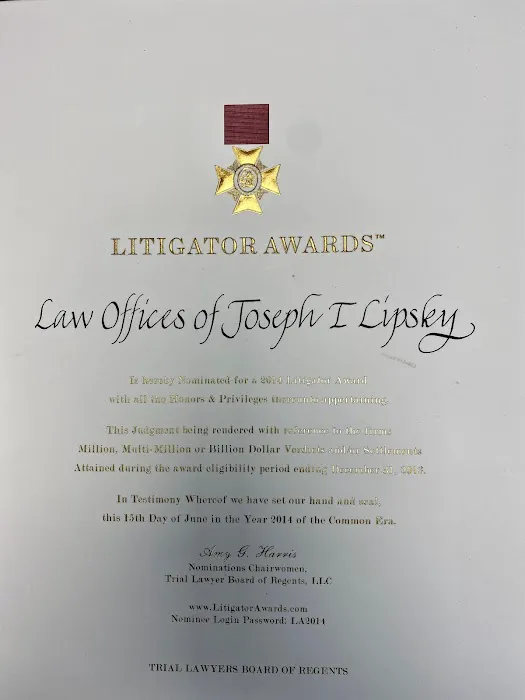 LITIGATOR AWARDS™
Law Offices of Joseph I Lipsky
Is hereby Nominated for a 2014 Litigator Award
with all the Honors & Privileges thereunto appertaining.
This Judgment being rendered with reference to the firms
Million, Multi-Million or Billion Dollar Verdicts and/or Settlements
Attained during the award eligibility period ending December 31, 2013.
In Testimony Whereof we have set our hand and seal,
this 15th Day of June in the Year 2014 of the Common Era.
Amy G. Harris
Nominations Chairwomen,
Trial Lawyer Board of Regents, LLC
www.LitigatorAwards.com
Nominee Login Password: LA2014
TRIAL LAWYERS BOARD OF REGENTS